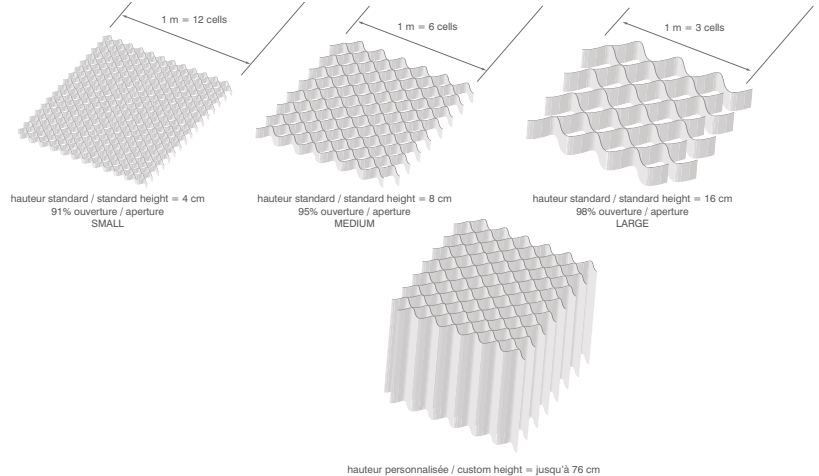 1 m = 12 cells
1 m = 6 cells
1 m = 3 cells
hauteur standard / standard height = 4 cm
91% ouverture / aperture
SMALL
hauteur standard / standard height = 8 cm
95% ouverture / aperture
MEDIUM
hauteur standard / standard height = 16 cm
98% ouverture / aperture
LARGE
hauteur personnalisée / custom height = jusqu'à 76 cm